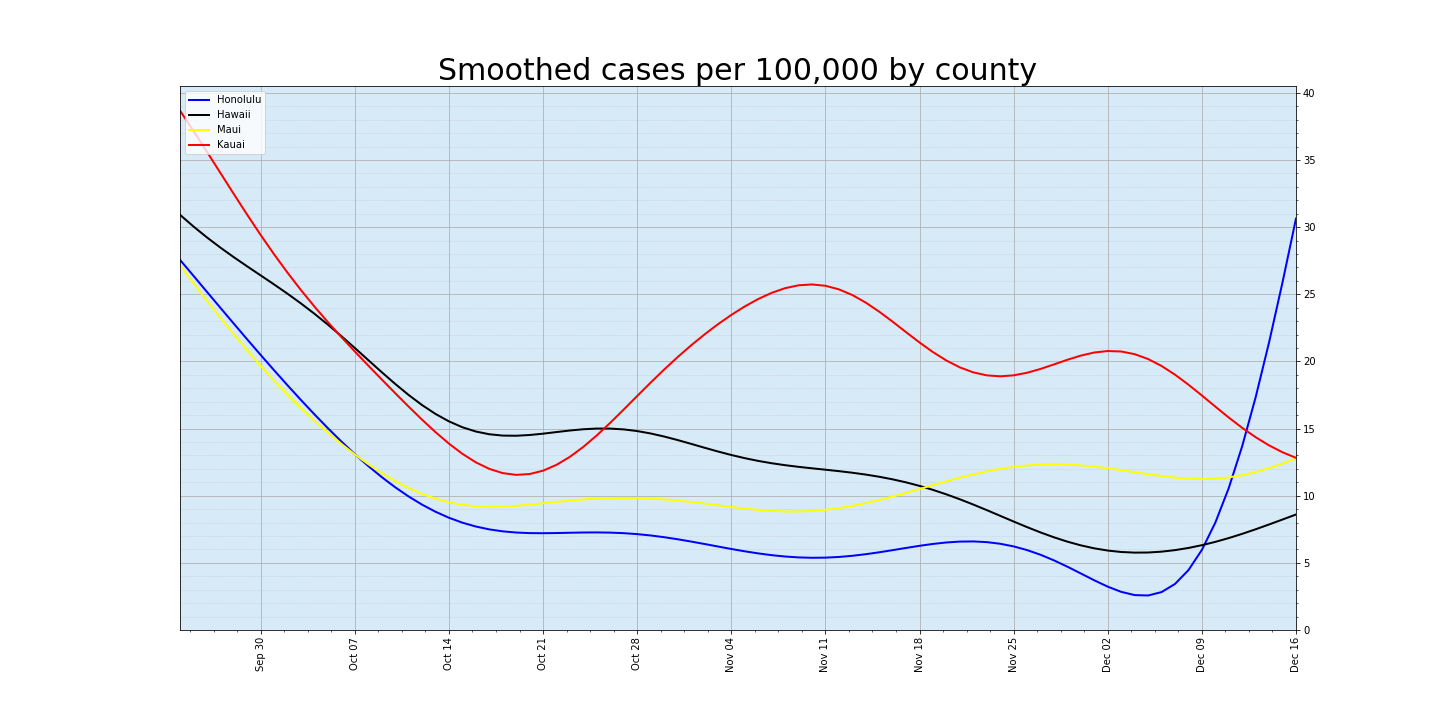 Smoothed cases per 100,000 by county
Honolulu
Hawaii
Maui
Kauai
40
35
30
25
20
15
10
5
0
Sep 30
Oct 07
Oct 14
Oct 21
Oct 28
Nov 04
Nov 11
Nov 18
Nov 25
Dec 02
Dec 09
Dec 16